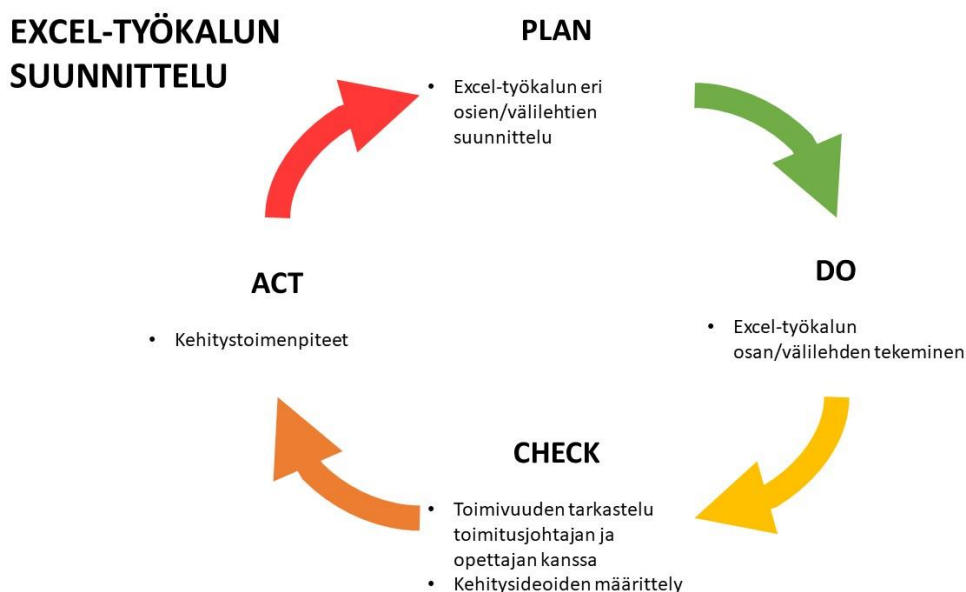 EXCEL-TYÖKALUN
SUUNNITTELU
PLAN
• Excel-työkalun eri
osien/välilehtien
suunnittelu
DO
• Excel-työkalun
osan/välilehden tekeminen
CHECK
• Toimivuuden tarkastelu
toimitusjohtajan ja
opettajan kanssa
• Kehitysideoiden määrittely
ACT
• Kehitystoimenpiteet